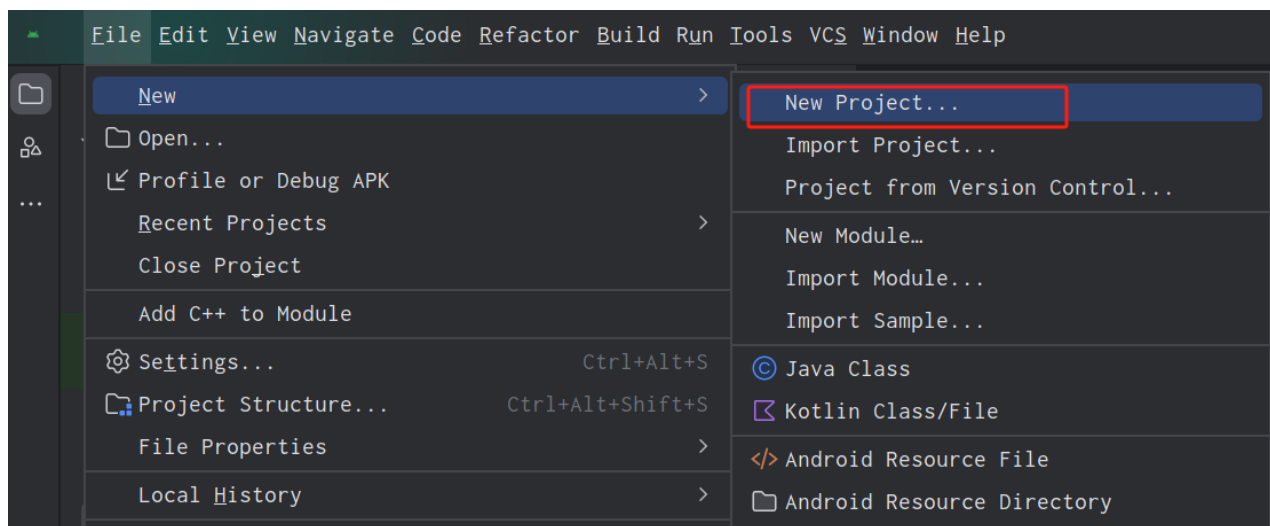 File Edit View Navigate Code Refactor Build Run Tools VCS Window Help
New
Open...
Profile or Debug APK
Recent Projects
Close Project
Add C++ to Module
Settings... Ctrl+Alt+S
Project Structure... Ctrl+Alt+Shift+S
File Properties
Local History
New Project...
Import Project...
Project from Version Control...
New Module…
Import Module...
Import Sample...
Java Class
Kotlin Class/File
Android Resource File
Android Resource Directory